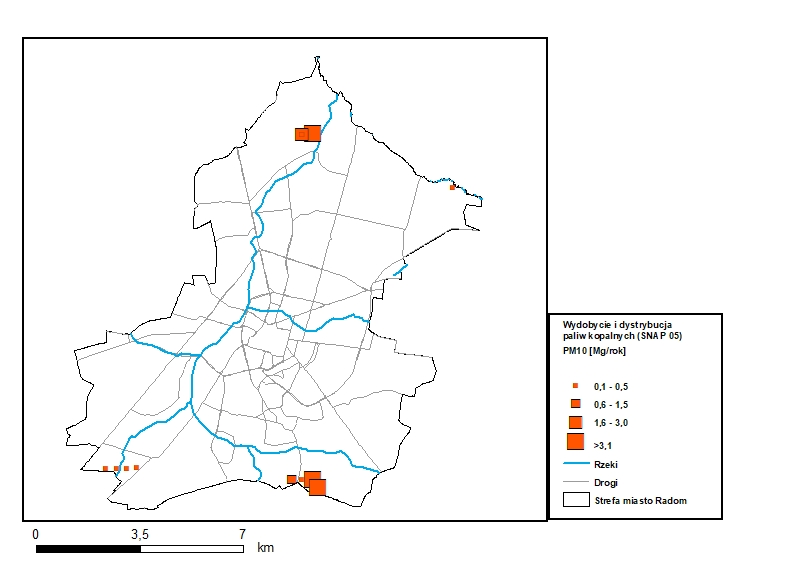 Wydobycie i dystrybucja
paliw kopalnych (SNAP 05)
PM10 [Mg/rok]
0,1 - 0,5
0,6 - 1,5
1,6 - 3,0
>3,1
Rzeki
Drogi
Strefa miasto Radom
0 3,5 7
km